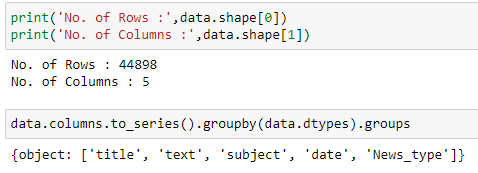 print('No. of Rows :',data.shape[0])
print('No. of Columns :',data.shape[1])
No. of Rows : 44898
No. of Columns : 5
data.columns.to_series().groupby(data.dtypes).groups
{object: ['title', 'text', 'subject', 'date', 'News_type']}